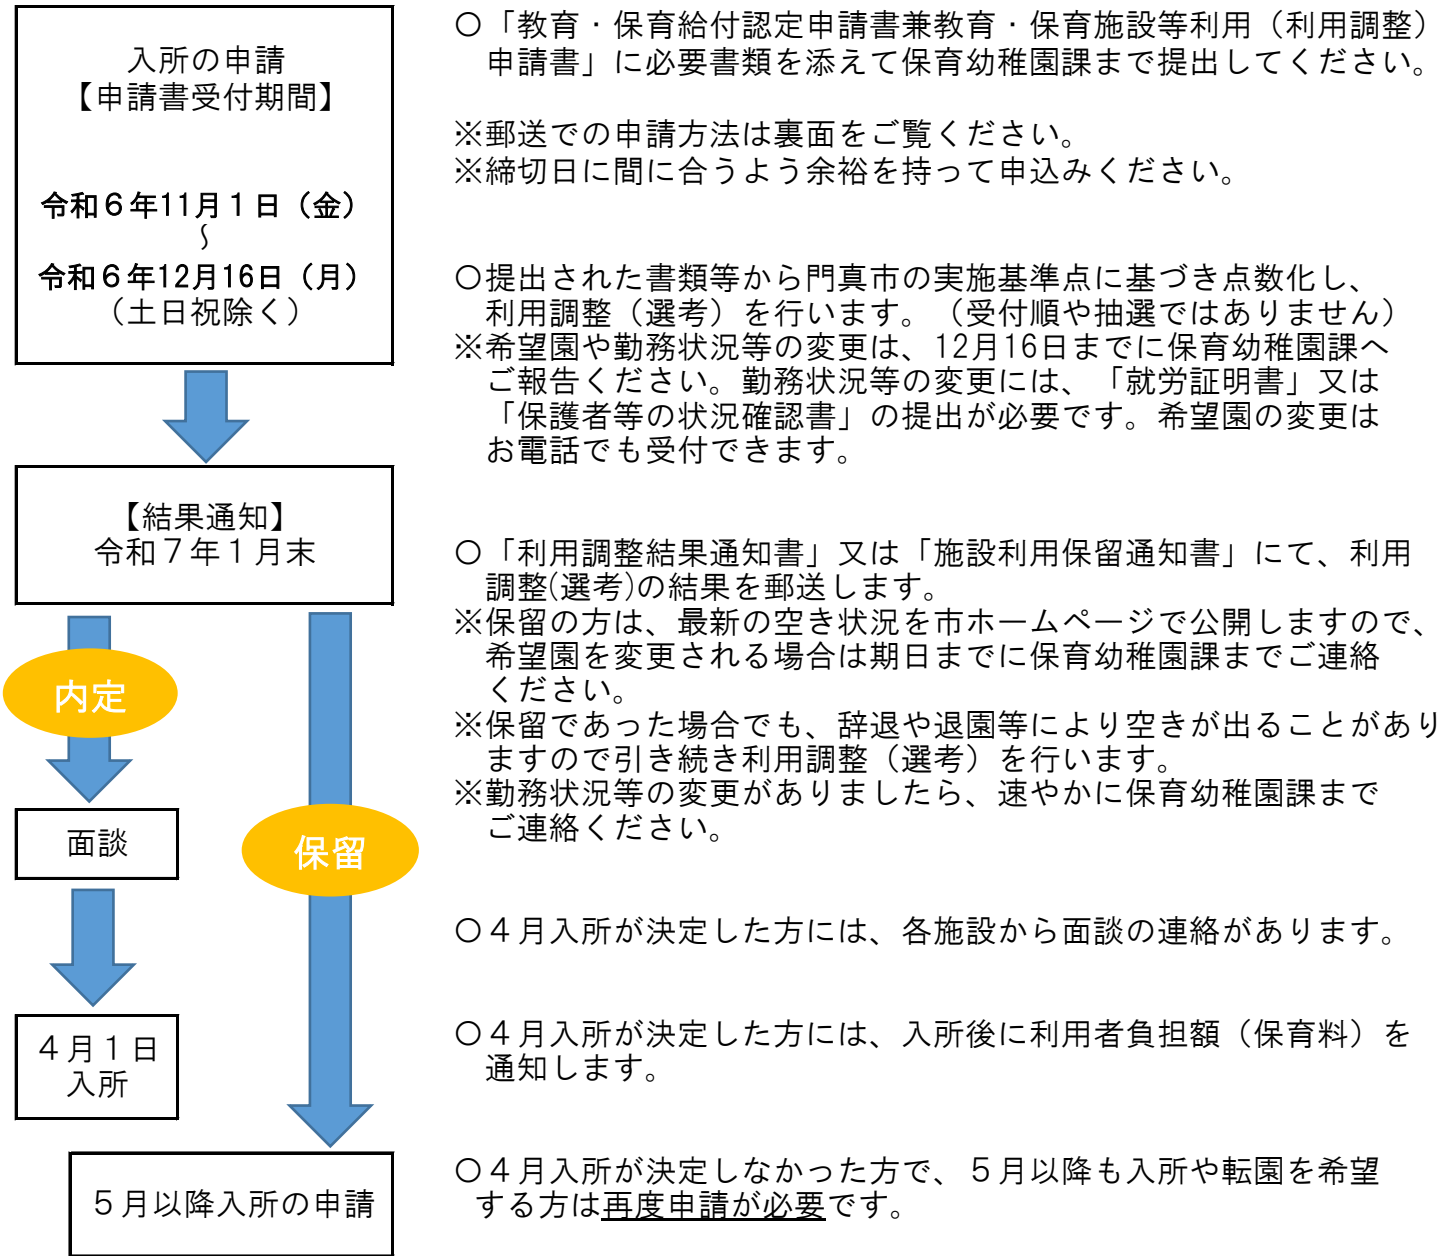 入所の申請
【申請書受付期間】
令和６年11月１日（金）
～
令和６年12月16日（月）
（土日祝除く）
〇「教育・保育給付認定申請書兼教育・保育施設等利用（利用調整）
申請書」に必要書類を添えて保育幼稚園課まで提出してください。
※郵送での申請方法は裏面をご覧ください。
※締切日に間に合うよう余裕を持って申込みください。
〇提出された書類等から門真市の実施基準点に基づき点数化し、
利用調整（選考）を行います。（受付順や抽選ではありません）
※希望園や勤務状況等の変更は、12月16日までに保育幼稚園課へ
ご報告ください。勤務状況等の変更には、「就労証明書」又は
「保護者等の状況確認書」の提出が必要です。希望園の変更は
お電話でも受付できます。
【結果通知】
令和７年１月末
〇「利用調整結果通知書」又は「施設利用保留通知書」にて、利用
調整(選考)の結果を郵送します。
※保留の方は、最新の空き状況を市ホームページで公開しますので、
希望園を変更される場合は期日までに保育幼稚園課までご連絡
ください。
※保留であった場合でも、辞退や退園等により空きが出ることがあり
ますので引き続き利用調整（選考）を行います。
※勤務状況等の変更がありましたら、速やかに保育幼稚園課まで
ご連絡ください。
内定
保留
面談
〇４月入所が決定した方には、各施設から面談の連絡があります。
４月１日
入所
〇４月入所が決定した方には、入所後に利用者負担額（保育料）を
通知します。
５月以降入所の申請
〇４月入所が決定しなかった方で、５月以降も入所や転園を希望
する方は再度申請が必要です。